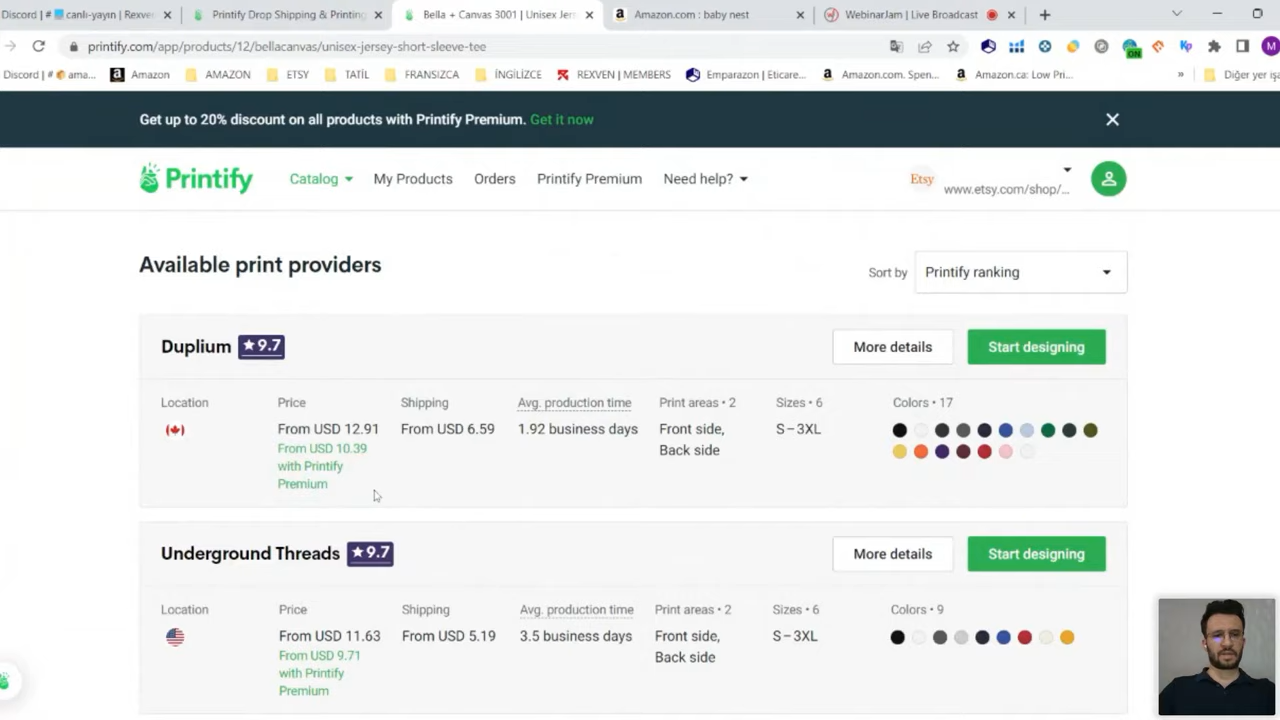 Discord | # canlı-yayın | Rexve
Printify Drop Shipping & Printing
Bella + Canvas 3001 | Unisex Jer
Amazon.com : baby nest
WebinarJam | Live Broadcast
printify.com/app/products/12/bellacanvas/unisex-jersey-short-sleeve-tee
ON
M
Discord | # ama...
Amazon
AMAZON
ETSY
TATİL
FRANSIZCA
İNGİLİZCE
REXVEN | MEMBERS
Emparazon | Eticare...
Amazon.com. Spen...
Amazon.ca: Low Pri...
»
Diğer yer iş
Get up to 20% discount on all products with Printify Premium. Get it now
Printify
Catalog
My Products
Orders
Printify Premium
Need help?
Etsy
www.etsy.com/shop/...
Available print providers
Sort by
Printify ranking
Duplium
9.7
More details
Start designing
Location
Price
Shipping
Avg. production time
Print areas • 2
Sizes • 6
Colors • 17
From USD 12.91
From USD 6.59
1.92 business days
Front side,
S–3XL
From USD 10.39
Back side
with Printify
Premium
Underground Threads
9.7
More details
Start designing
Location
Price
Shipping
Avg. production time
Print areas • 2
Sizes • 6
Colors • 9
From USD 11.63
From USD 5.19
3.5 business days
Front side,
S–3XL
From USD 9.71
Back side
with Printify
Premium